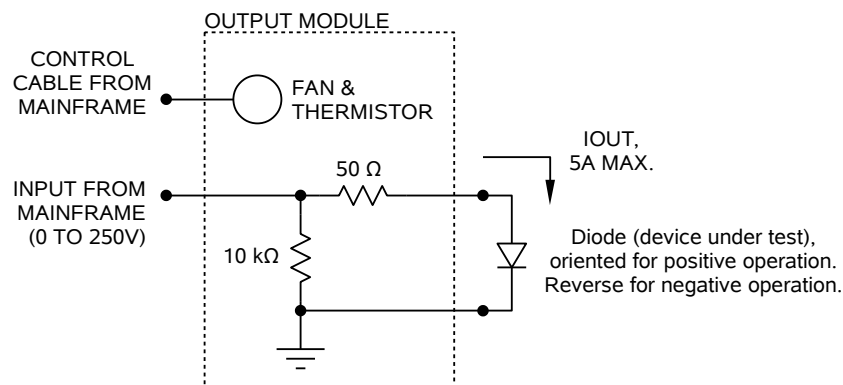 OUTPUT MODULE
CONTROL
CABLE FROM
MAINFRAME
FAN &
THERMISTOR
IOUT,
5A MAX.
50 Ω
INPUT FROM
MAINFRAME
(0 TO 250V)
10 kΩ
Diode (device under test),
oriented for positive operation.
Reverse for negative operation.